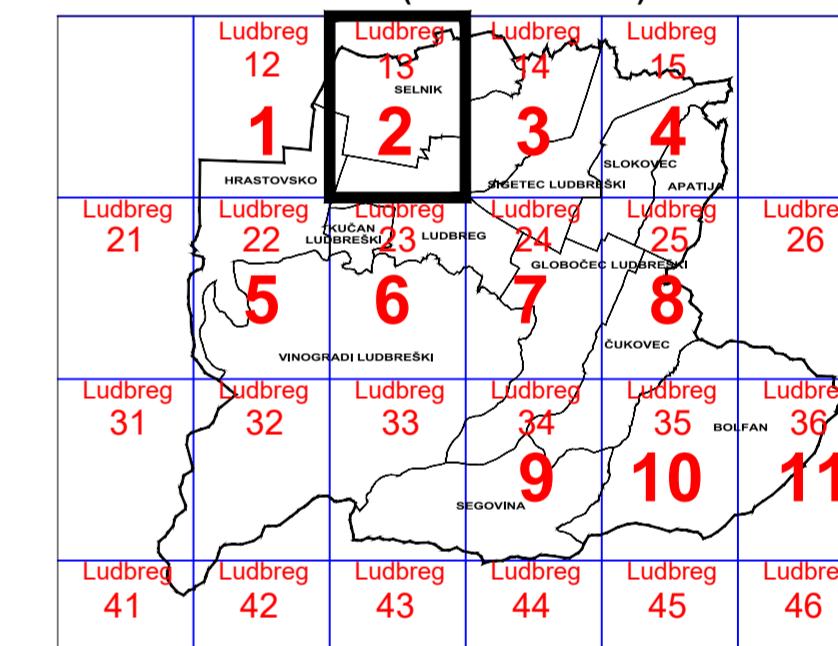 Ludbreg
12
1
HRASTOVSKO
Ludbreg
13
SELNIK
2
Ludbreg
14
3
SIGETEC LUDBREŠKI
Ludbreg
15
4
SLOKOVEC
APATIJA
Ludbreg
21
Ludbreg
22
5
KUČAN
LUDBREŠKI
Ludbreg
23
LUDBREG
6
VINOGRADI LUDBREŠKI
Ludbreg
24
GLOBOČEC LUDBREŠKI
7
Ludbreg
25
8
ČUKOVEC
Ludbre
26
Ludbreg
31
Ludbreg
32
Ludbreg
33
Ludbreg
34
9
SEGOVINA
Ludbreg
35
10
BOLFAN
Ludbre
36
11
Ludbreg
41
Ludbreg
42
Ludbreg
43
Ludbreg
44
Ludbreg
45
Ludbre
46